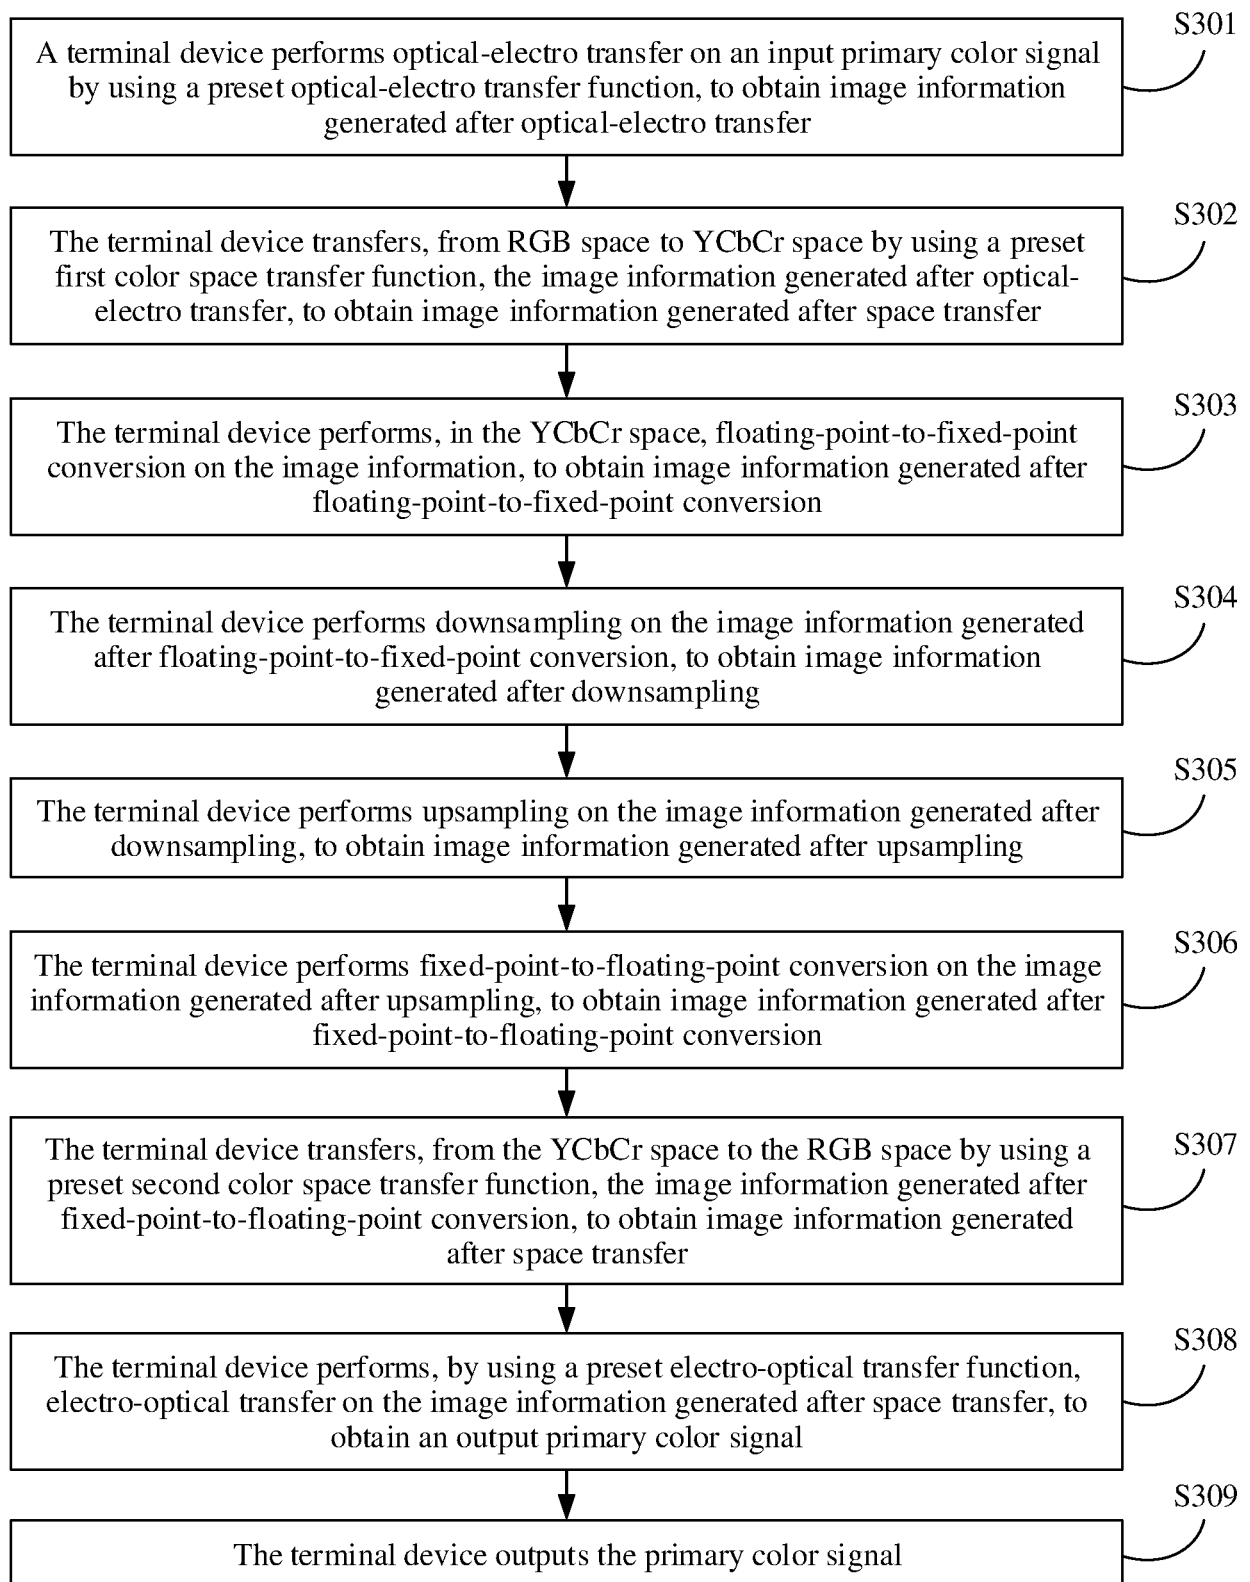 S301
A terminal device performs optical-electro transfer on an input primary color signal
by using a preset optical-electro transfer function, to obtain image information
generated after optical-electro transfer
S302
The terminal device transfers, from RGB space to YCbCr space by using a preset
first color space transfer function, the image information generated after optical-
electro transfer, to obtain image information generated after space transfer
S303
The terminal device performs, in the YCbCr space, floating-point-to-fixed-point
conversion on the image information, to obtain image information generated after
floating-point-to-fixed-point conversion
S304
The terminal device performs downsampling on the image information generated
after floating-point-to-fixed-point conversion, to obtain image information
generated after downsampling
S305
The terminal device performs upsampling on the image information generated after
downsampling, to obtain image information generated after upsampling
S306
The terminal device performs fixed-point-to-floating-point conversion on the image
information generated after upsampling, to obtain image information generated after
fixed-point-to-floating-point conversion
S307
The terminal device transfers, from the YCbCr space to the RGB space by using a
preset second color space transfer function, the image information generated after
fixed-point-to-floating-point conversion, to obtain image information generated
after space transfer
S308
The terminal device performs, by using a preset electro-optical transfer function,
electro-optical transfer on the image information generated after space transfer, to
obtain an output primary color signal
S309
The terminal device outputs the primary color signal